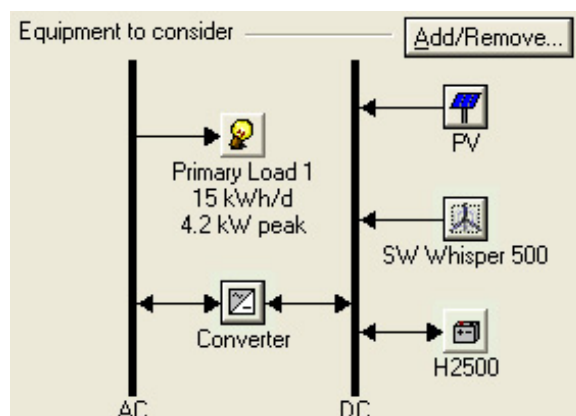 Equipment to consider
Add/Remove...
PV
Primary Load 1
15 kWh/d
4.2 kW peak
SW Whisper 500
Converter
H2500
AC
DC